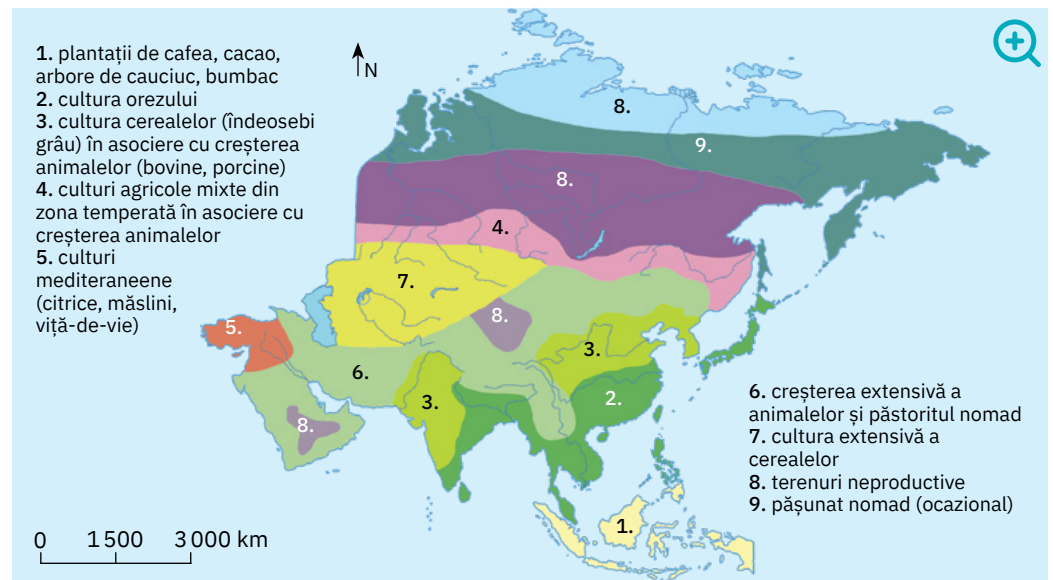 1. plantații de cafea, cacao,
arbore de cauciuc, bumbac
2. cultura orezului
3. cultura cerealelor (îndeosebi
grâu) în asociere cu creșterea
animalelor (bovine, porcine)
4. culturi agricole mixte din
zona temperată în asociere cu
creșterea animalelor
5. culturi
mediteraneene
(citrice, măslini,
viță-de-vie)
N
8.
9.
8.
4.
7.
8.
5.
3.
6.
3.
2.
8.
1.
6. creșterea extensivă a
animalelor și păstoritul nomad
7. cultura extensivă a
cerealelor
8. terenuri neproductive
9. pășunat nomad (ocazional)
0 1 500 3 000 km